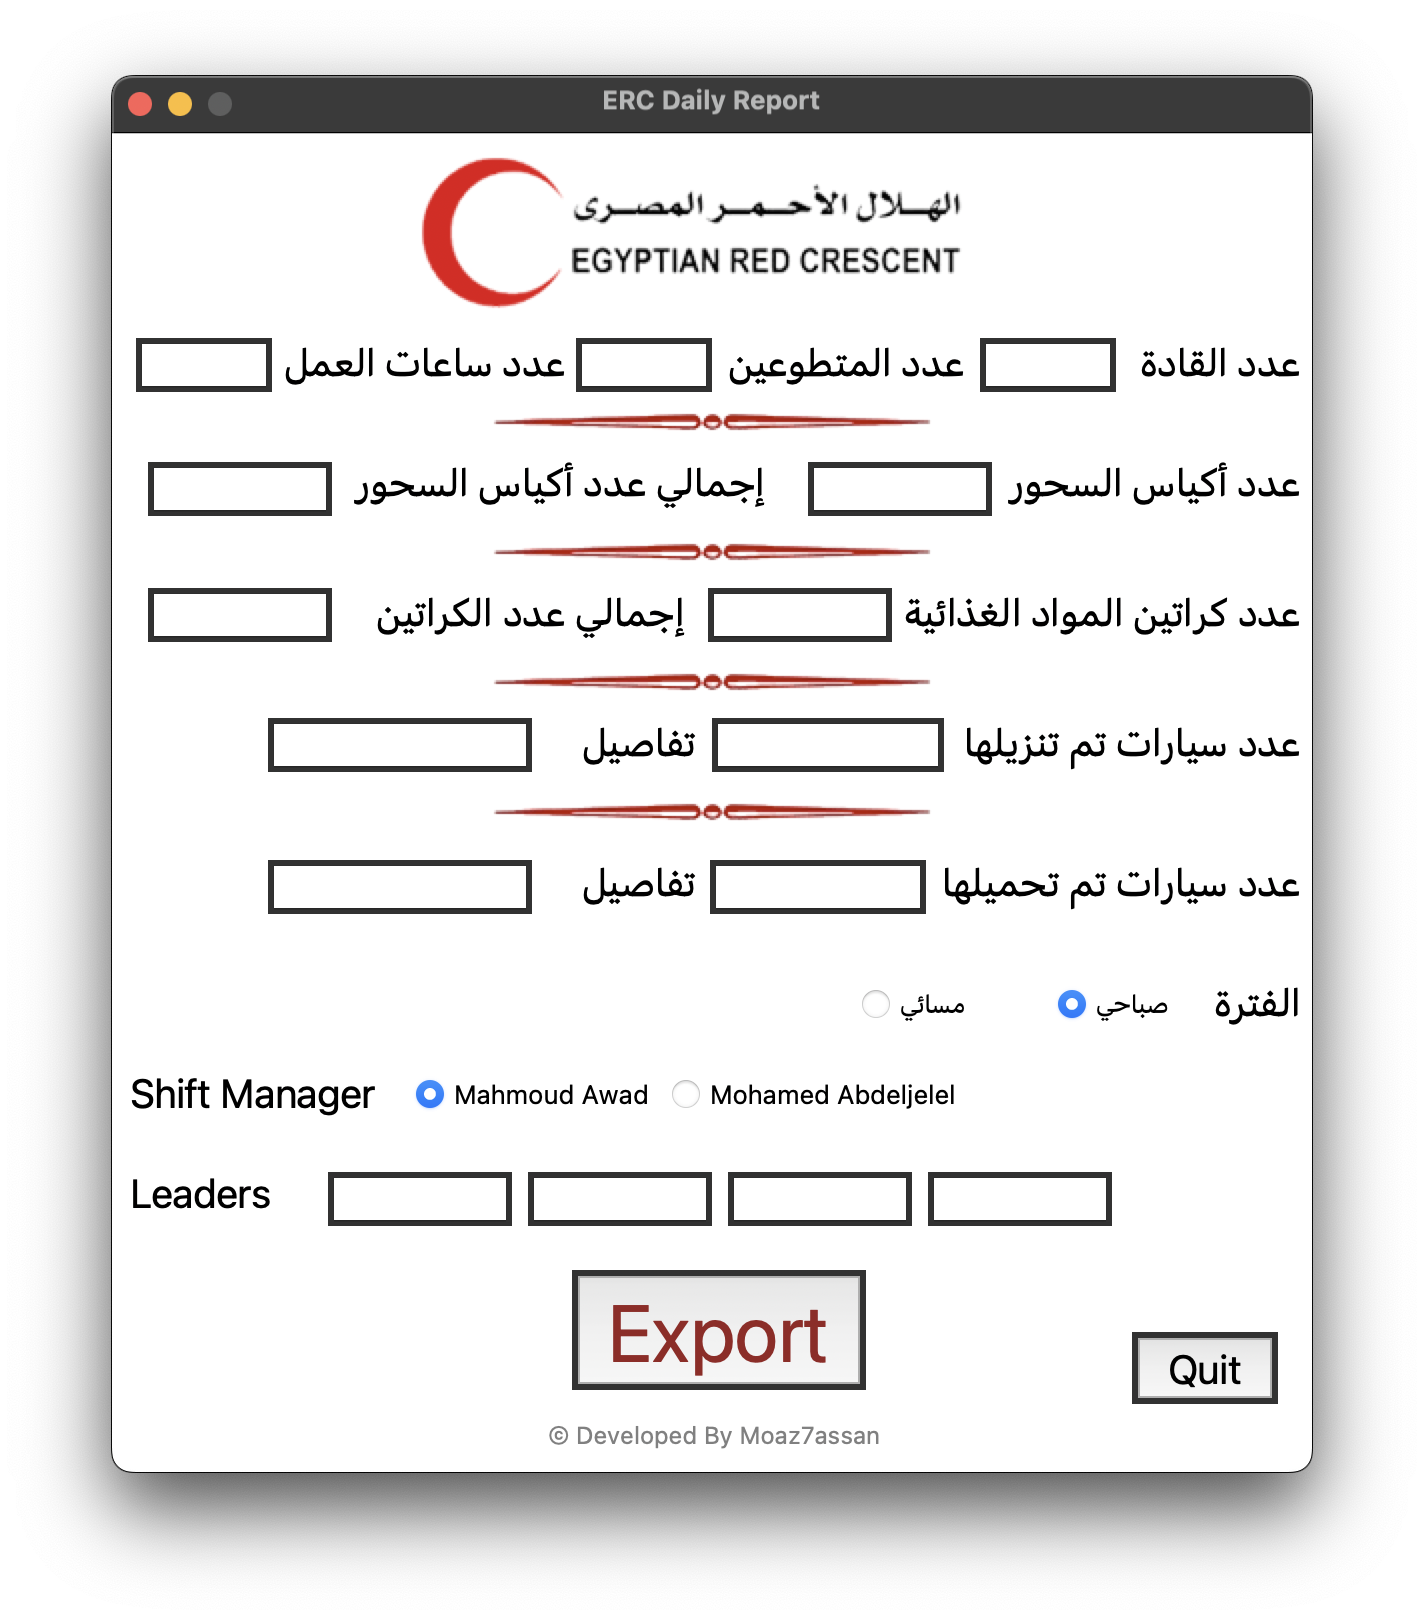 ERC Daily Report
الهلال الأحمر المصرى
EGYPTIAN RED CRESCENT
عدد القادة عدد المتطوعين عدد ساعات العمل
عدد أكياس السحور إجمالي عدد أكياس السحور
عدد كراتين المواد الغذائية إجمالي عدد الكراتين
عدد سيارات تم تنزيلها تفاصيل
عدد سيارات تم تحميلها تفاصيل
الفترة صباحي مسائي
Shift Manager Mahmoud Awad Mohamed Abdeljelel
Leaders
Export
Quit
© Developed By Moaz7assan